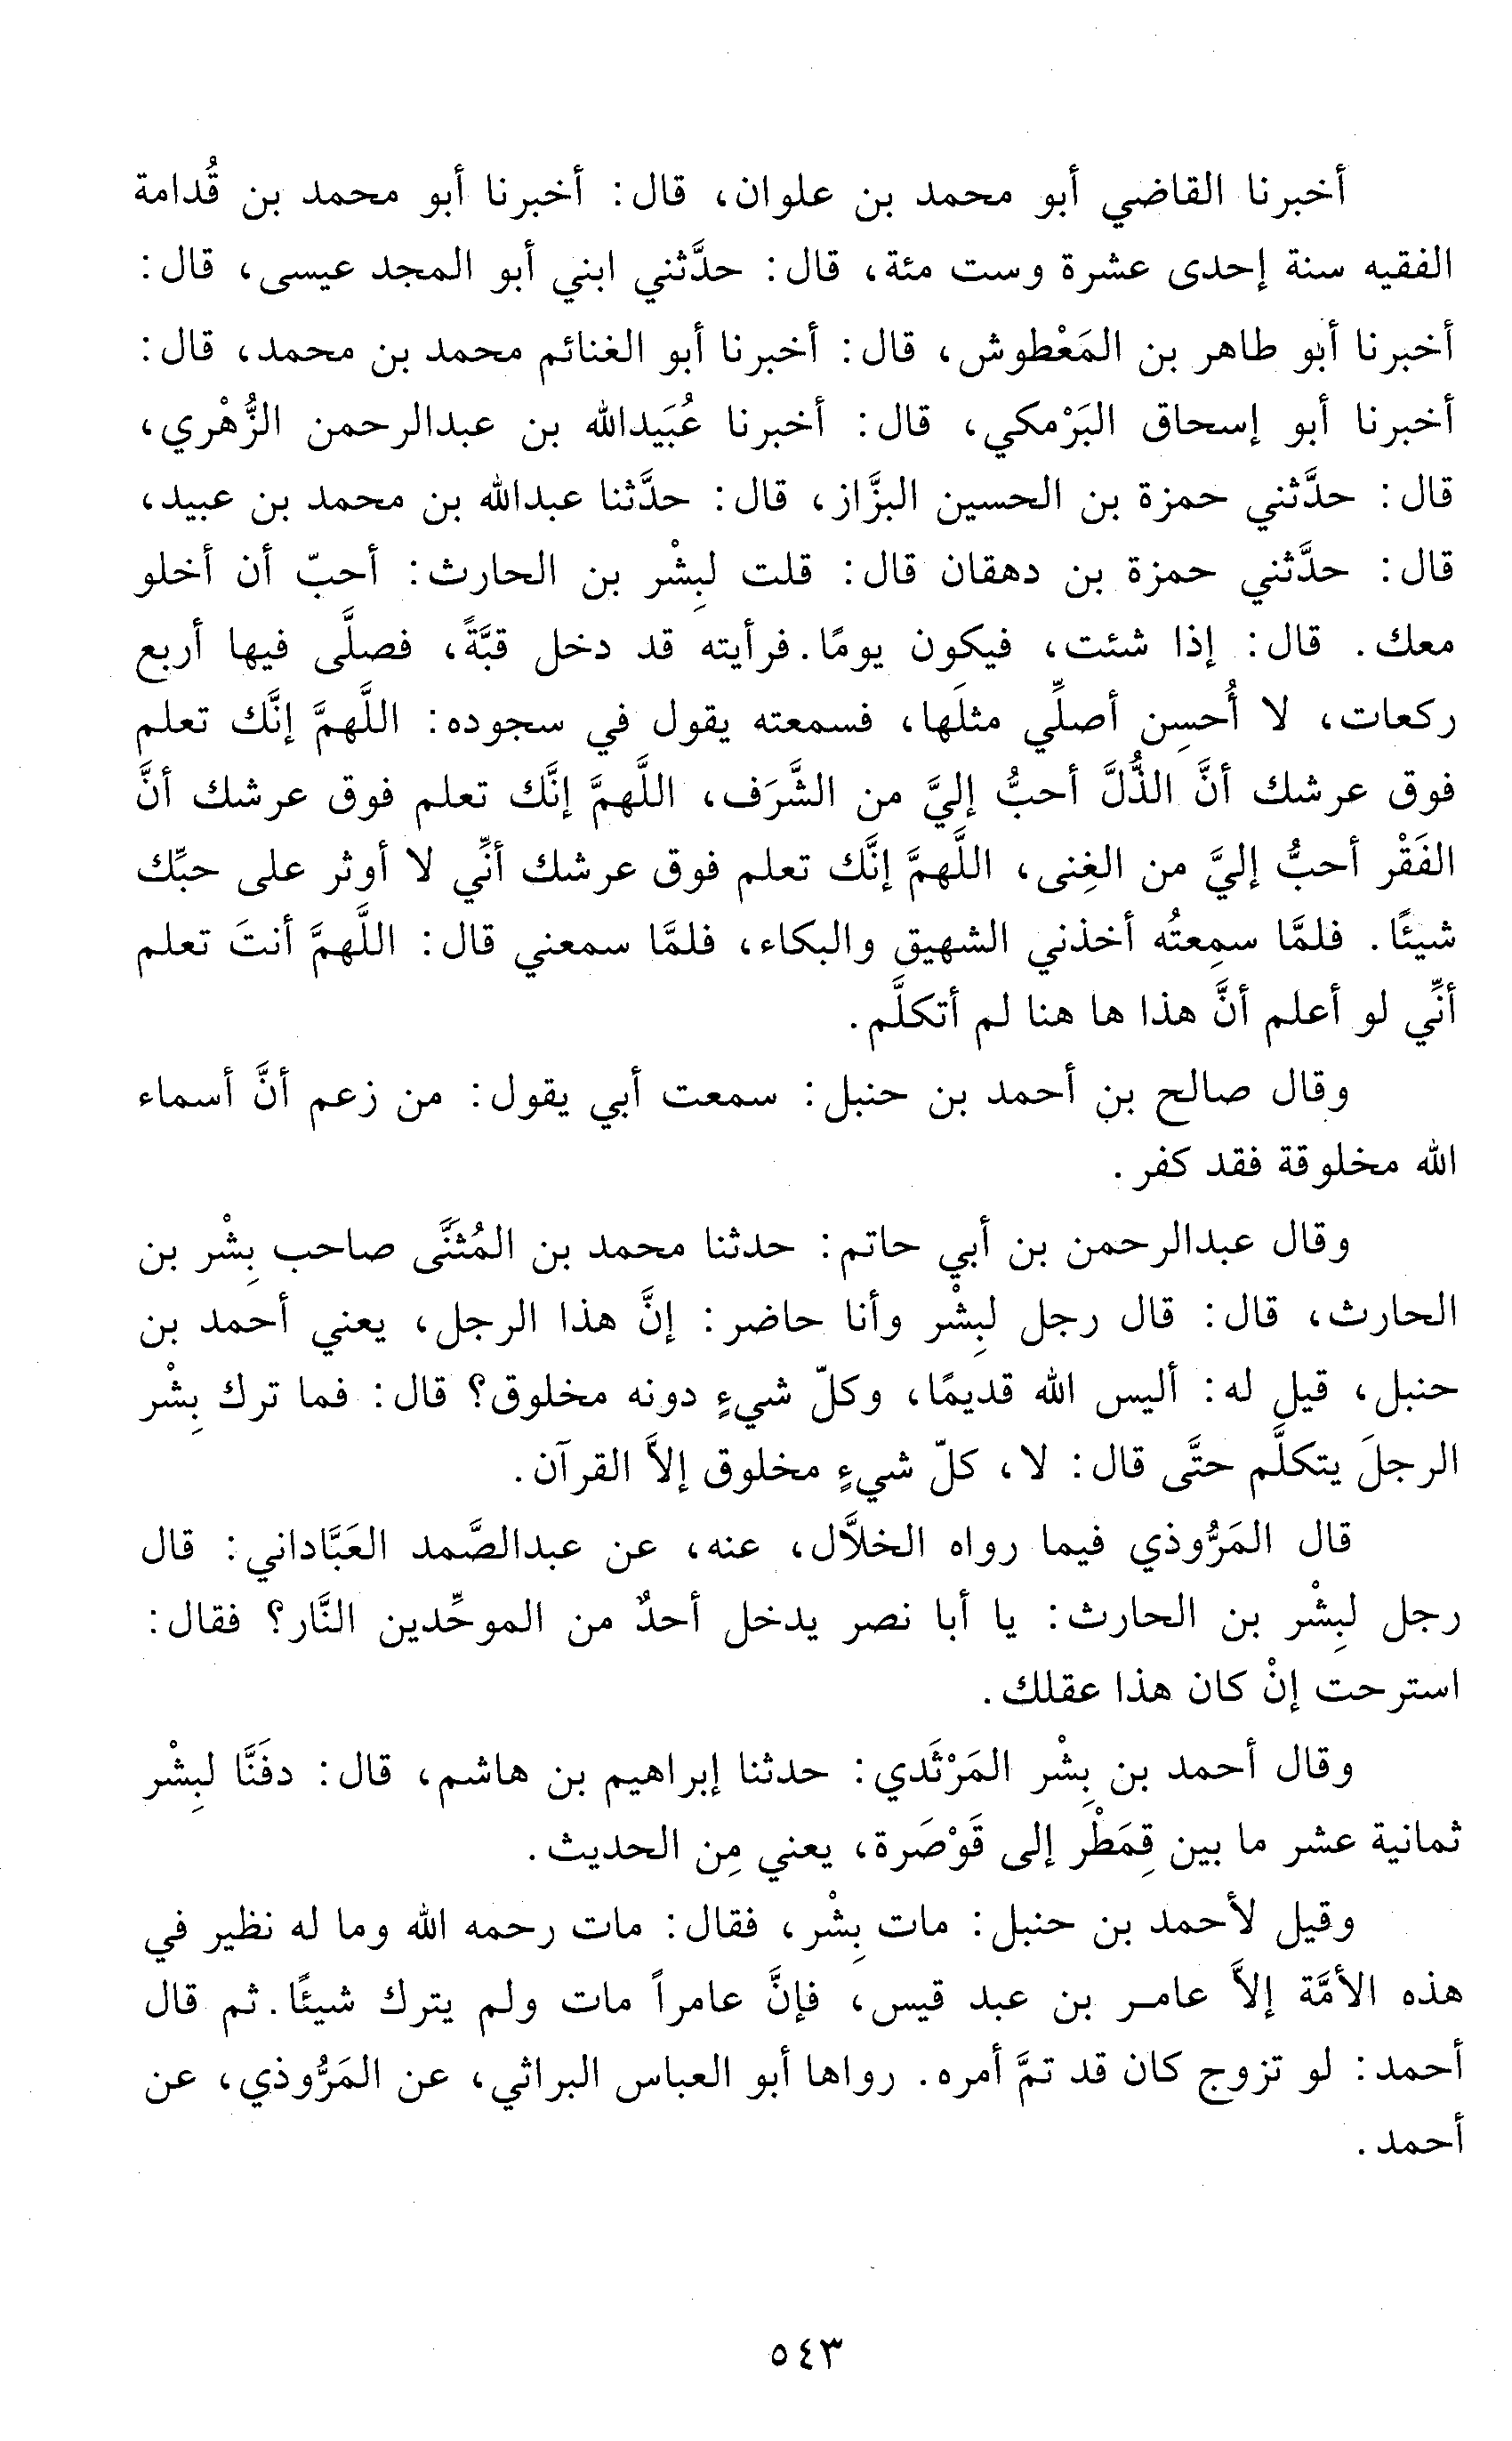 أخبرنا القاضي أبو محمد بن علوان، قال: أخبرنا أبو محمد بن قُدامة
الفقيه سنة إحدى عشرة وست مئة، قال: حدَّثني ابني أبو المجد عيسى، قال:
أخبرنا أبو طاهر بن المَعْطوش، قال: أخبرنا أبو الغنائم محمد بن محمد، قال:
أخبرنا أبو إسحاق البَرْمكي، قال: أخبرنا عُبَيدالله بن عبدالرحمن الزُّهْري،
قال: حدَّثني حمزة بن الحسين البزَّاز، قال: حدَّثنا عبدالله بن محمد بن عبيد،
قال: حدَّثني حمزة بن دهقان قال: قلت لبِشْر بن الحارث: أحبّ أن أخلو
معك. قال: إذا شئت، فيكون يومًا. فرأيته قد دخل قبَّةً، فصلَّى فيها أربع
ركعات، لا أُحسِن أصلِّي مثلَها، فسمعته يقول في سجوده: اللَّهمَّ إنَّك تعلم
فوق عرشك أنَّ الذُّلَّ أحبُّ إليَّ من الشَّرَف، اللَّهمَّ إنَّك تعلم فوق عرشك أنَّ
الفَقْر أحبُّ إليَّ من الغِنى، اللَّهمَّ إنَّك تعلم فوق عرشك أنِّي لا أوثر على حبِّك
شيئًا. فلمَّا سمِعتُه أخذني الشهيق والبكاء، فلمَّا سمعني قال: اللَّهمَّ أنتَ تعلم
أنِّي لو أعلم أنَّ هذا ها هنا لم أتكلَّم.
وقال صالح بن أحمد بن حنبل: سمعت أبي يقول: من زعم أنَّ أسماء
الله مخلوقة فقد كفر.
وقال عبدالرحمن بن أبي حاتم: حدثنا محمد بن المُثَنَّى صاحب بِشْر بن
الحارث، قال: قال رجل لبِشْر وأنا حاضر: إنَّ هذا الرجل، يعني أحمد بن
حنبل، قيل له: أليس الله قديمًا، وكلّ شيءٍ دونه مخلوق؟ قال: فما ترك بِشْر
الرجلَ يتكلَّم حتَّى قال: لا، كلّ شيءٍ مخلوق إلاَّ القرآن.
قال المَرُّوذي فيما رواه الخلاَّل، عنه، عن عبدالصَّمد العَبَّاداني: قال
رجل لبِشْر بن الحارث: يا أبا نصر يدخل أحدٌ من الموحِّدين النَّار؟ فقال:
استرحت إنْ كان هذا عقلك.
وقال أحمد بن بِشْر المَرْثَدي: حدثنا إبراهيم بن هاشم، قال: دفَنَّا لبِشْر
ثمانية عشر ما بين قِمَطْر إلى قَوْصَرة، يعني مِن الحديث.
وقيل لأحمد بن حنبل: مات بِشْر، فقال: مات رحمه الله وما له نظير في
هذه الأمَّة إلاَّ عامـر بن عبد قيس، فإنَّ عامراً مات ولم يترك شيئًا. ثم قال
أحمد: لو تزوج كان قد تمَّ أمره. رواها أبو العباس البراثي، عن المَرُّوذي، عن
أحمد.
٥٤٣